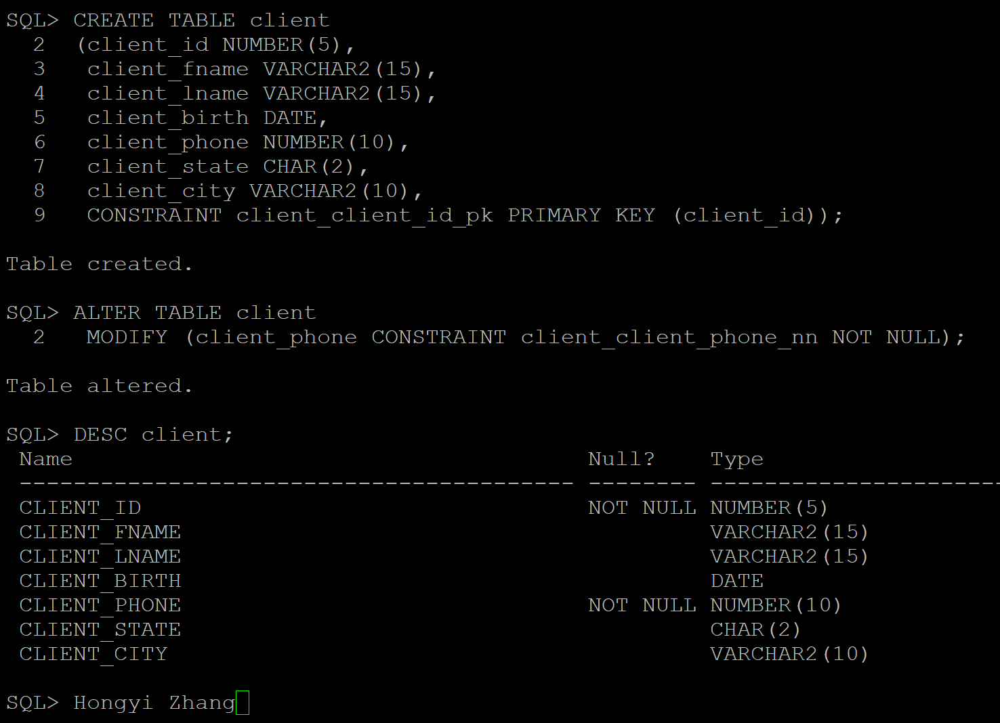 SQL> CREATE TABLE client
  2  (client_id NUMBER(5),
  3   client_fname VARCHAR2(15),
  4   client_lname VARCHAR2(15),
  5   client_birth DATE,
  6   client_phone NUMBER(10),
  7   client_state CHAR(2),
  8   client_city VARCHAR2(10),
  9   CONSTRAINT client_client_id_pk PRIMARY KEY (client_id));
Table created.
SQL> ALTER TABLE client
  2   MODIFY (client_phone CONSTRAINT client_client_phone_nn NOT NULL);
Table altered.
SQL> DESC client;
 Name                                      Null?    Type
 ----------------------------------------- -------- ----------------------
 CLIENT_ID                                 NOT NULL NUMBER(5)
 CLIENT_FNAME                                       VARCHAR2(15)
 CLIENT_LNAME                                       VARCHAR2(15)
 CLIENT_BIRTH                                       DATE
 CLIENT_PHONE                              NOT NULL NUMBER(10)
 CLIENT_STATE                                       CHAR(2)
 CLIENT_CITY                                        VARCHAR2(10)
SQL> Hongyi Zhang